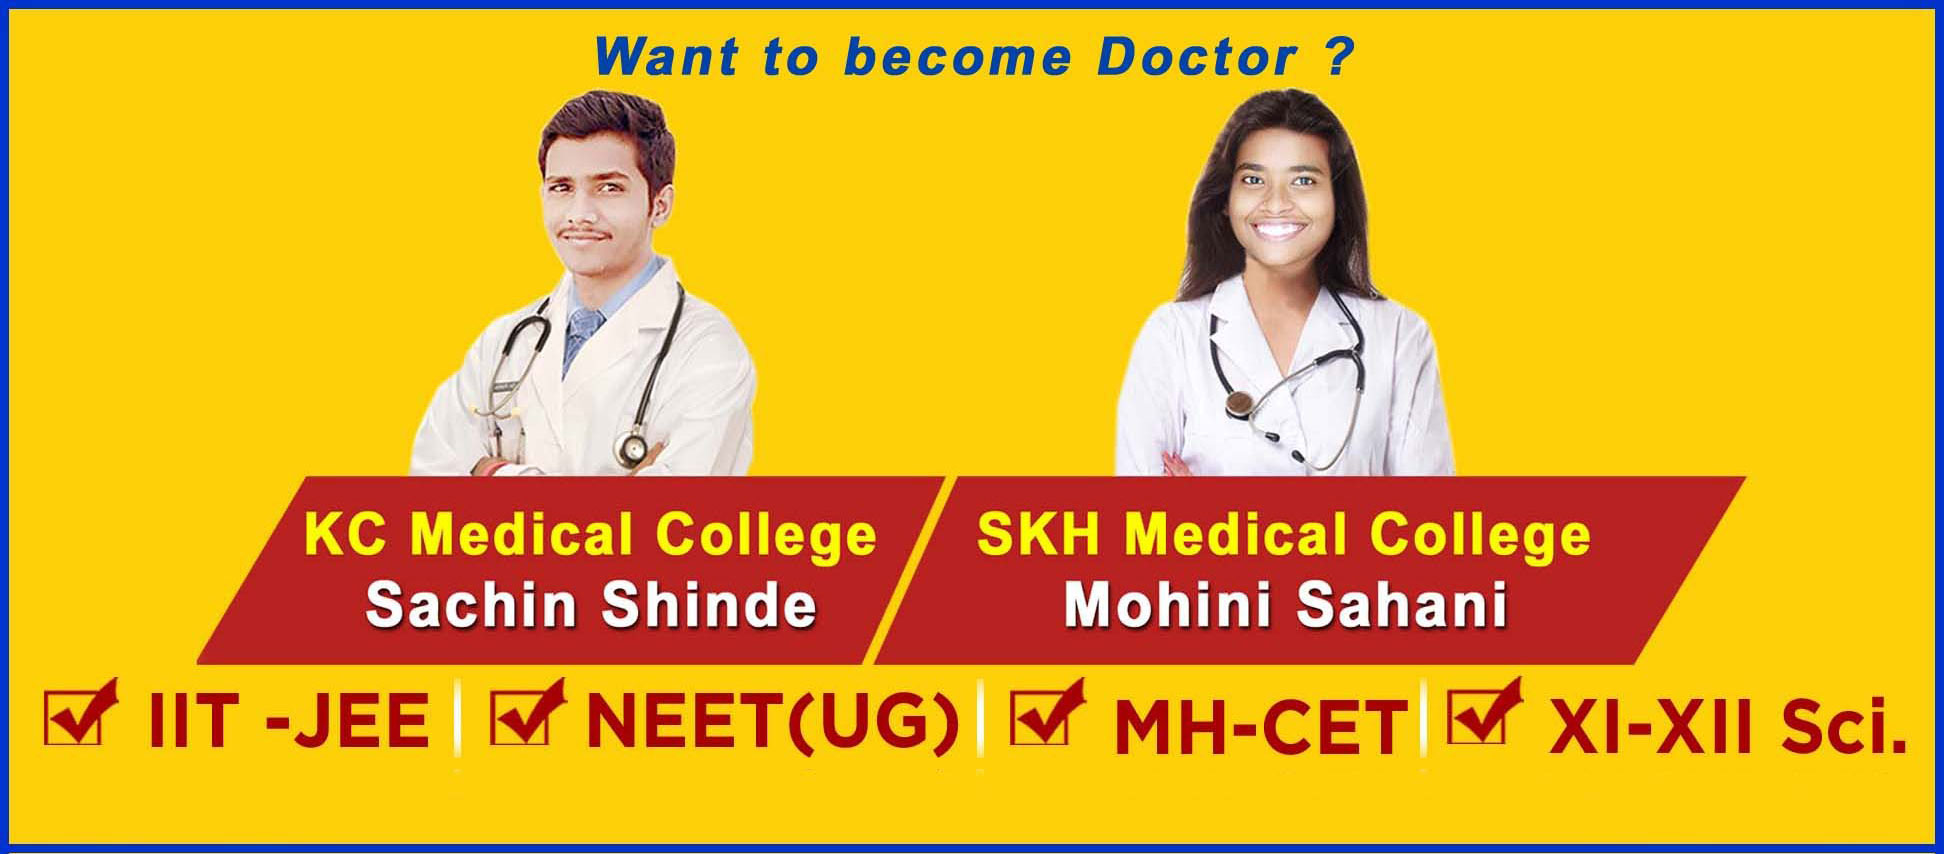 Want to become Doctor ?
KC Medical College
Sachin Shinde
SKH Medical College
Mohini Sahani
IIT -JEE
NEET(UG)
MH-CET
XI-XII Sci.